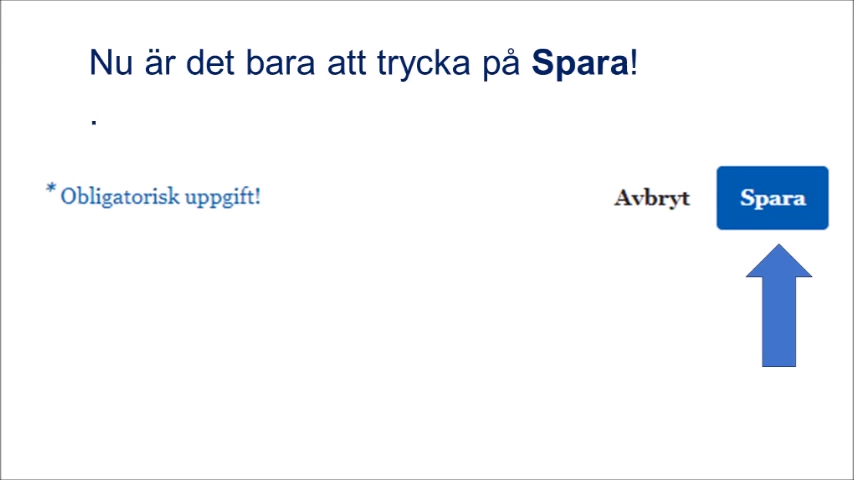 Nu är det bara att trycka på Spara!
.
* Obligatorisk uppgift!
Avbryt
Spara